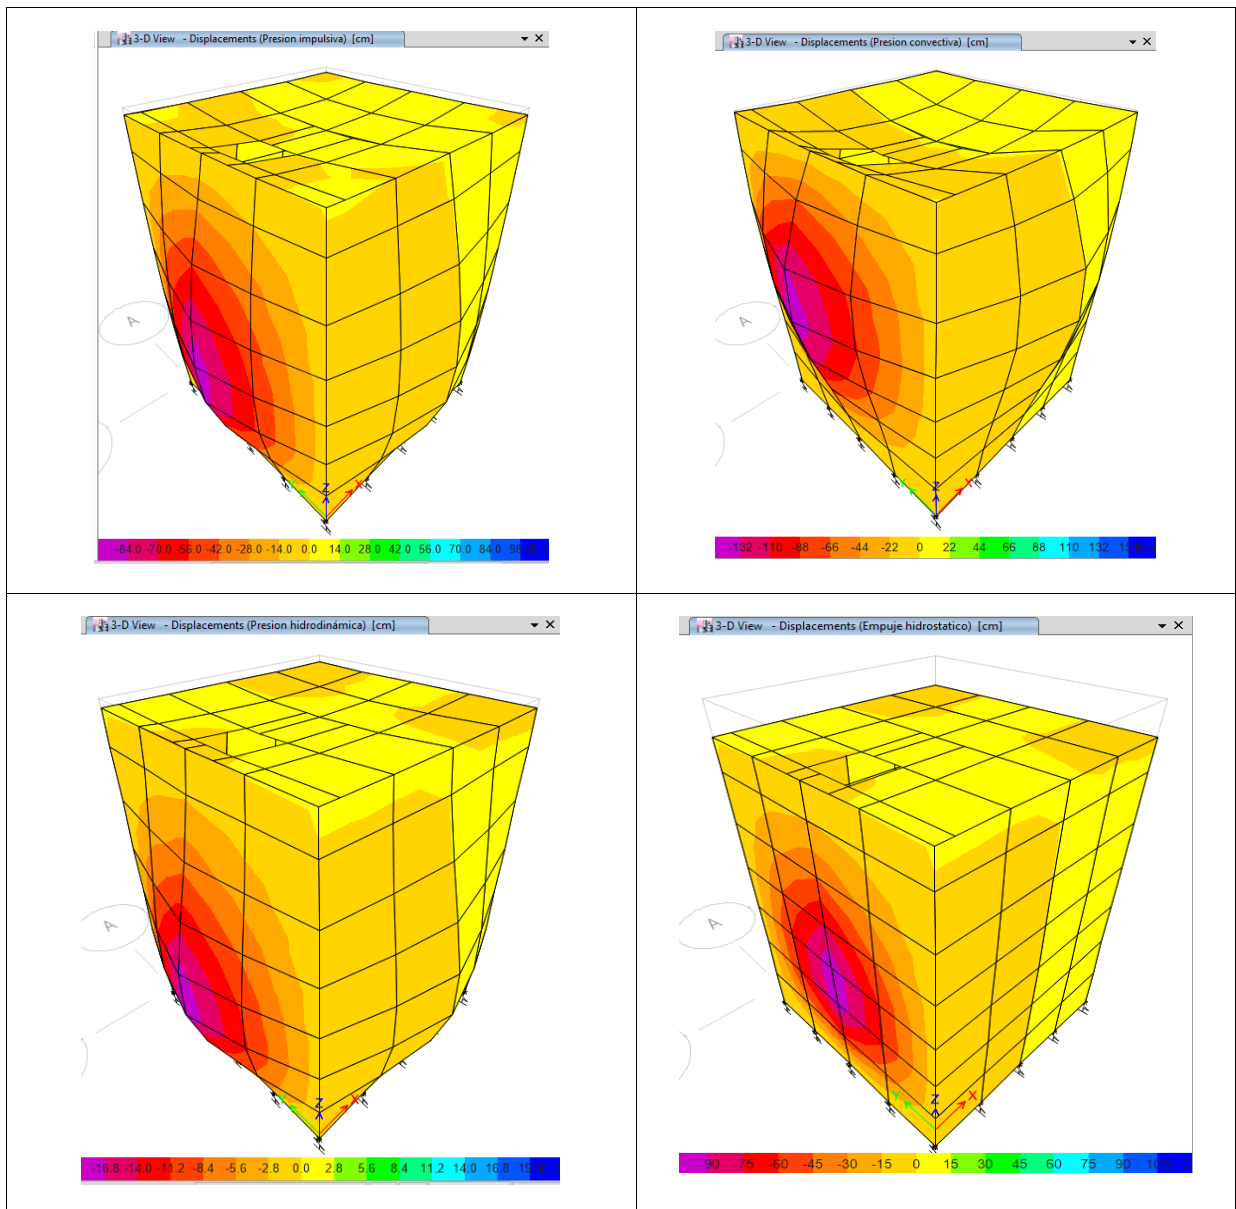 3-D View - Displacements (Presion impulsiva) [cm]
A
Z
Y
X
-84.0 -70.0 -56.0 -42.0 -28.0 -14.0 0.0 14.0 28.0 42.0 56.0 70.0 84.0
3-D View - Displacements (Presion convectiva) [cm]
A
Z
Y
X
-132 -110 -88 -66 -44 -22 0 22 44 66 88 110 132
3-D View - Displacements (Presion hidrodinámica) [cm]
A
Z
Y
X
-16.8 -14.0 -11.2 -8.4 -5.6 -2.8 0.0 2.8 5.6 8.4 11.2 14.0 16.8
3-D View - Displacements (Empuje hidrostatico) [cm]
A
Z
Y
X
-90 -75 -60 -45 -30 -15 0 15 30 45 60 75 90